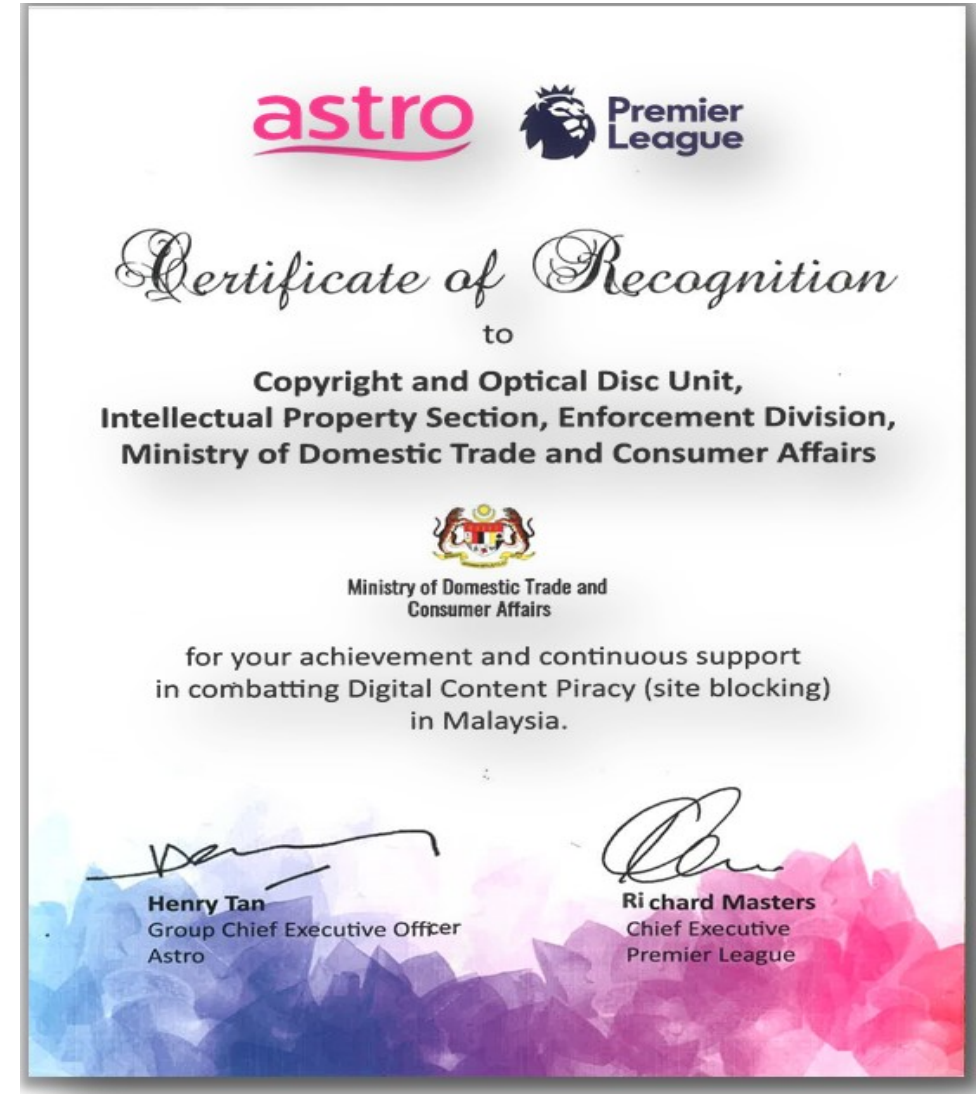 astro
Premier
League
Certificate of Recognition
to
Copyright and Optical Disc Unit,
Intellectual Property Section, Enforcement Division,
Ministry of Domestic Trade and Consumer Affairs
Ministry of Domestic Trade and
Consumer Affairs
for your achievement and continuous support
in combatting Digital Content Piracy (site blocking)
in Malaysia.
Henry Tan
Group Chief Executive Officer
Astro
Ri chard Masters
Chief Executive
Premier League